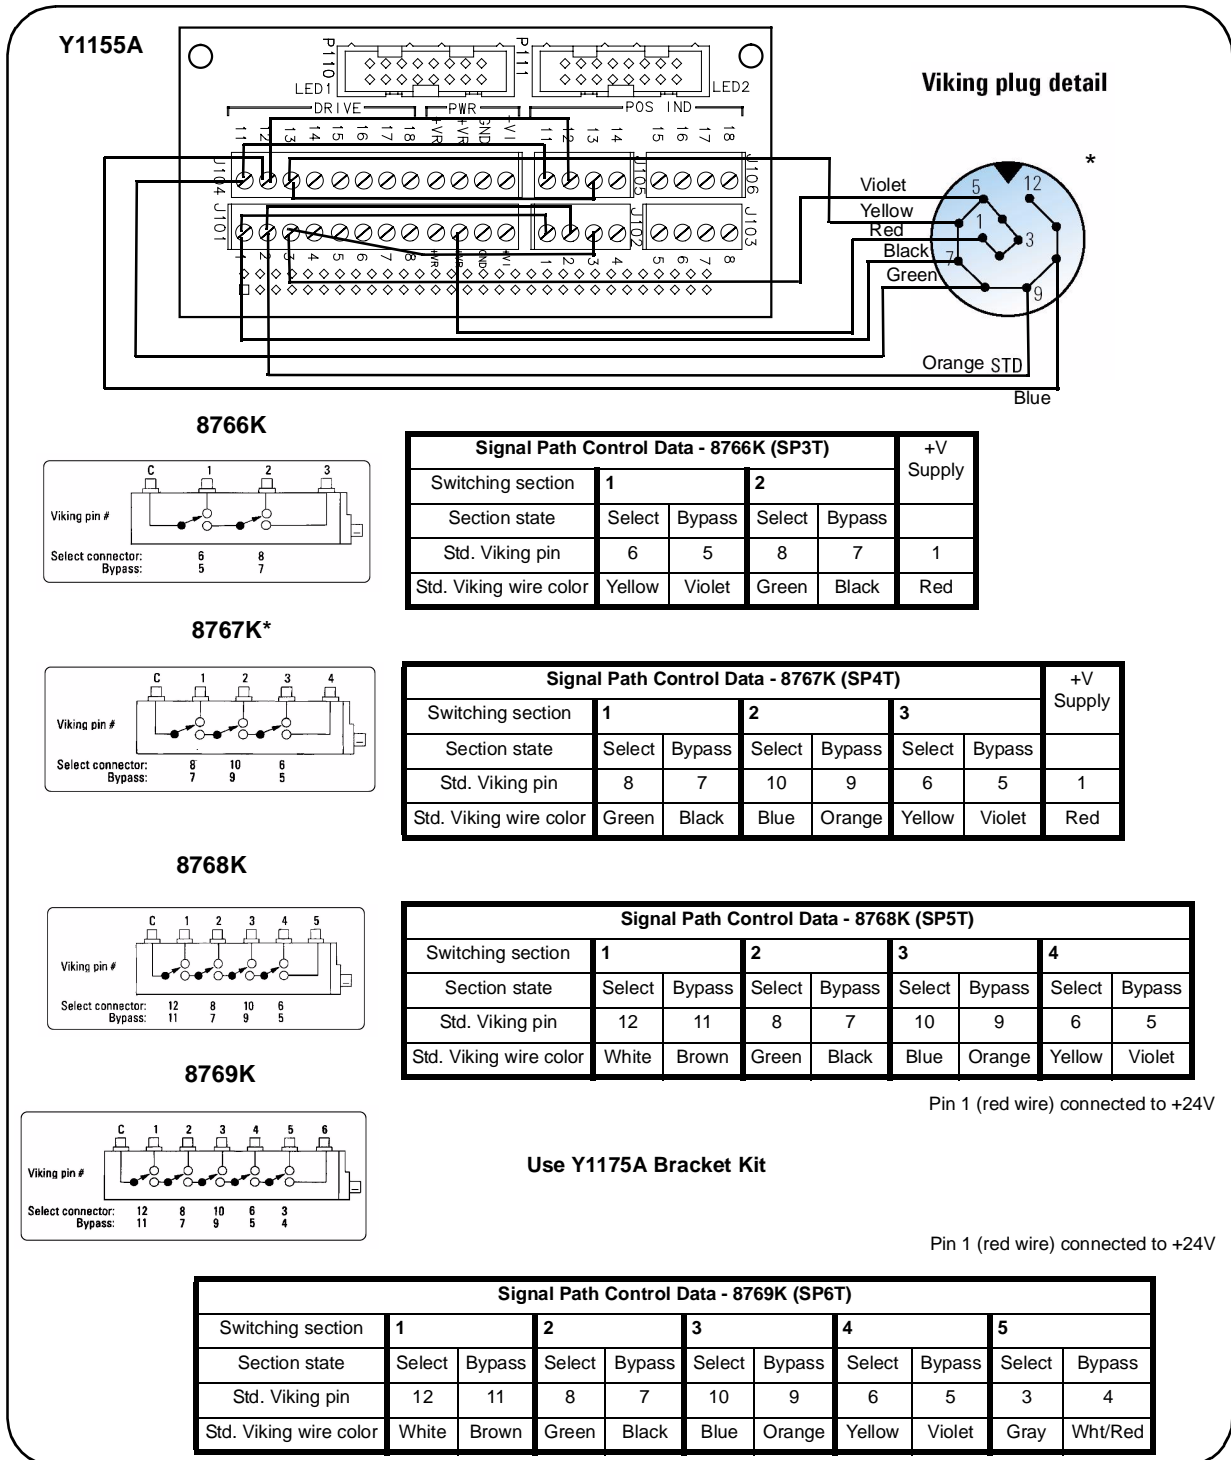 Y1155A
P110
P111
LED1
LED2
DRIVE PWR POS IND
11 12 13 14 15 16 17 18 +VR +VR GND +VI 11 12 13 14 15 16 17 18
J104 J105 J106
J101 J102 J103
1 2 3 4 5 6 7 8 +VR +VR GND +VI 1 2 3 4 5 6 7 8
Viking plug detail
*
Violet
Yellow
Red
Black
Green
5 12
1 3
7 9
Orange STD
Blue
8766K
C 1 2 3
Viking pin #
Select connector: 6 8
Bypass: 5 7
Signal Path Control Data - 8766K (SP3T) +V Supply
Switching section 1 2
Section state Select Bypass Select Bypass
Std. Viking pin 6 5 8 7 1
Std. Viking wire color Yellow Violet Green Black Red
8767K*
C 1 2 3 4
Viking pin #
Select connector: 8 10 6
Bypass: 7 9 5
Signal Path Control Data - 8767K (SP4T) +V Supply
Switching section 1 2 3
Section state Select Bypass Select Bypass Select Bypass
Std. Viking pin 8 7 10 9 6 5 1
Std. Viking wire color Green Black Blue Orange Yellow Violet Red
8768K
C 1 2 3 4 5
Viking pin #
Select connector: 12 8 10 6
Bypass: 11 7 9 5
Signal Path Control Data - 8768K (SP5T)
Switching section 1 2 3 4
Section state Select Bypass Select Bypass Select Bypass Select Bypass
Std. Viking pin 12 11 8 7 10 9 6 5
Std. Viking wire color White Brown Green Black Blue Orange Yellow Violet
Pin 1 (red wire) connected to +24V
8769K
C 1 2 3 4 5 6
Viking pin #
Select connector: 12 8 10 6 3
Bypass: 11 7 9 5 4
Use Y1175A Bracket Kit
Pin 1 (red wire) connected to +24V
Signal Path Control Data - 8769K (SP6T)
Switching section 1 2 3 4 5
Section state Select Bypass Select Bypass Select Bypass Select Bypass Select Bypass
Std. Viking pin 12 11 8 7 10 9 6 5 3 4
Std. Viking wire color White Brown Green Black Blue Orange Yellow Violet Gray Wht/Red